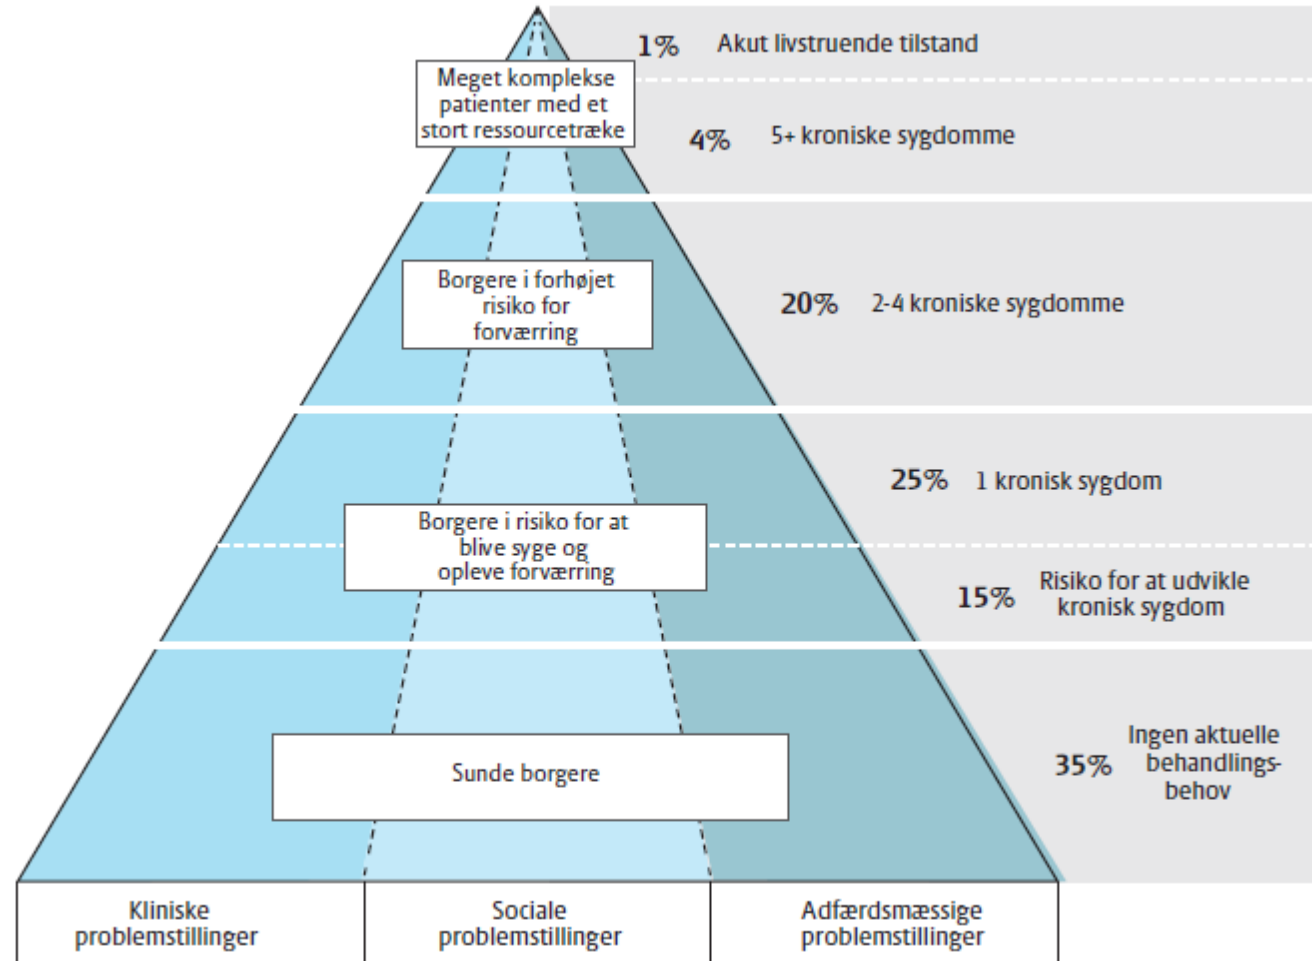 1% Akut livstruende tilstand
Meget komplekse
patienter med et
stort ressourcetræke
4% 5+ kroniske sygdomme
Borgere i forhøjet
risiko for
forværring
20% 2-4 kroniske sygdomme
25% 1 kronisk sygdom
Borgere i risiko for at
blive syge og
opleve forværring
15% Risiko for at udvikle
kronisk sygdom
Sunde borgere
35% Ingen aktuelle
behandlings-
behov
Kliniske
problemstillinger
Sociale
problemstillinger
Adfærdsmæssige
problemstillinger